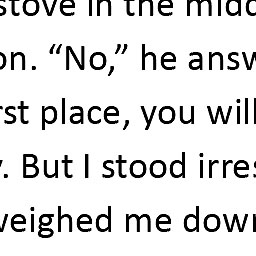 stove in the midd
on. “No,” he answ
rst place, you will
. But I stood irres
weighed me down